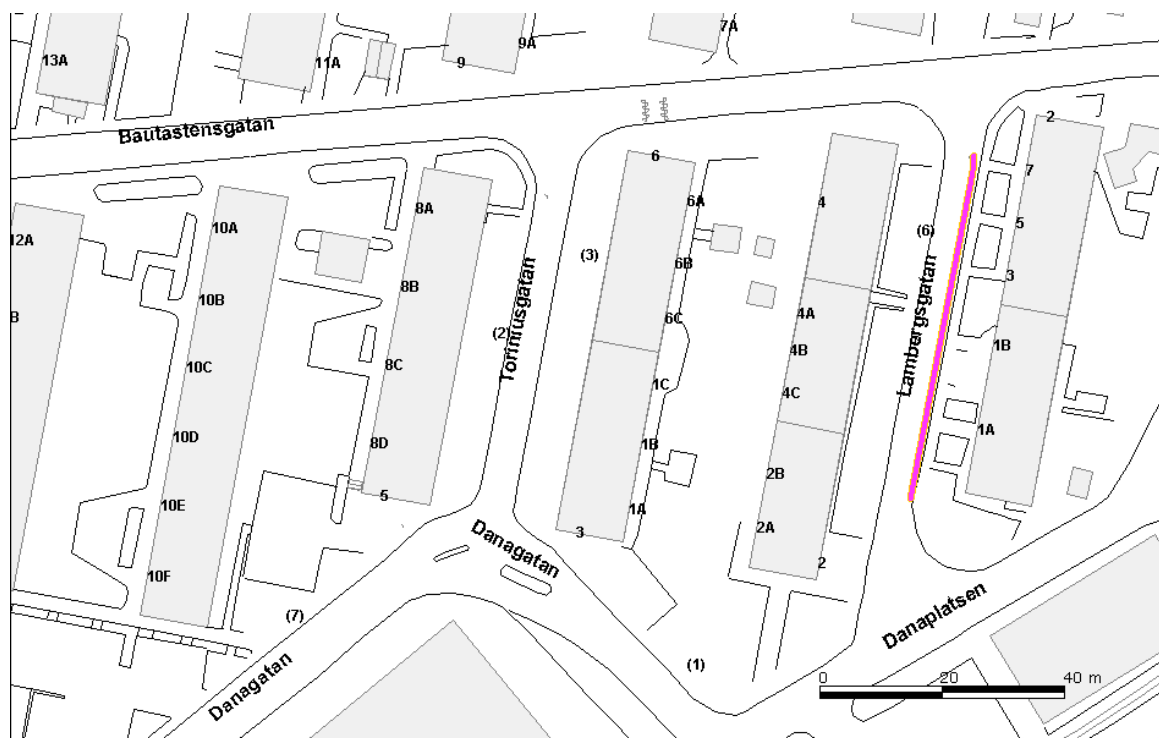 7A
9A
13A
11A
9
2
Bautastensgatan
6
7
8A
6A
4
10A
5
12A
(6)
(3)
6B
3
8B
10B
4A
B
6C
Toriniusgatan
(2)
Lambergsgatan
1B
4B
10C
8C
1C
4C
1A
10D
8D
1B
2B
5
10E
1A
2A
3
Danagatan
2
10F
(7)
Danaplatsen
(1)
Danagatan
0 20 40 m